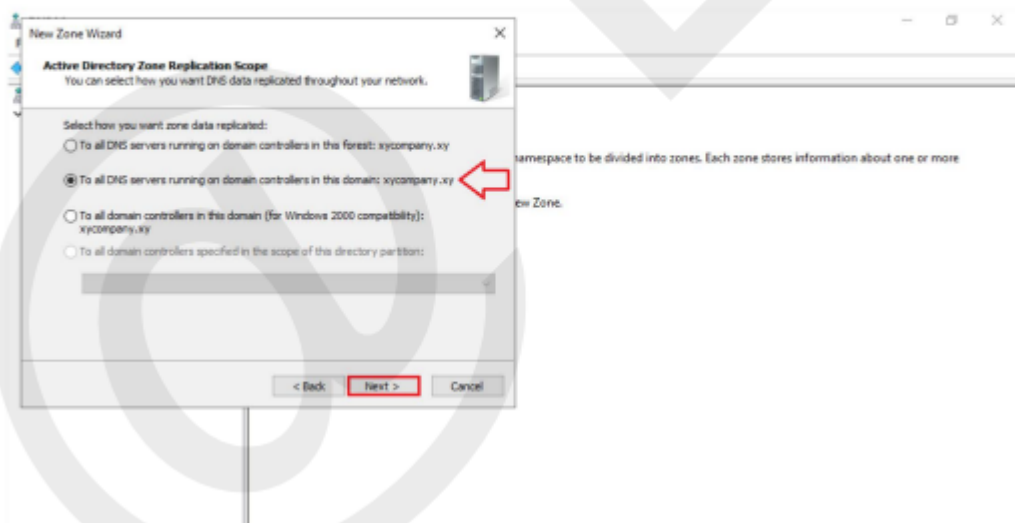 New Zone Wizard
Active Directory Zone Replication Scope
You can select how you want DNS data replicated throughout your network.
Select how you want zone data replicated:
To all DNS servers running on domain controllers in this forest: xycompany.xy
To all DNS servers running on domain controllers in this domain: xycompany.xy
To all domain controllers in this domain (for Windows 2000 compatibility):
xycompany.xy
To all domain controllers specified in the scope of this directory partition:
< Back Next > Cancel
namespace to be divided into zones. Each zone stores information about one or more
ew Zone.